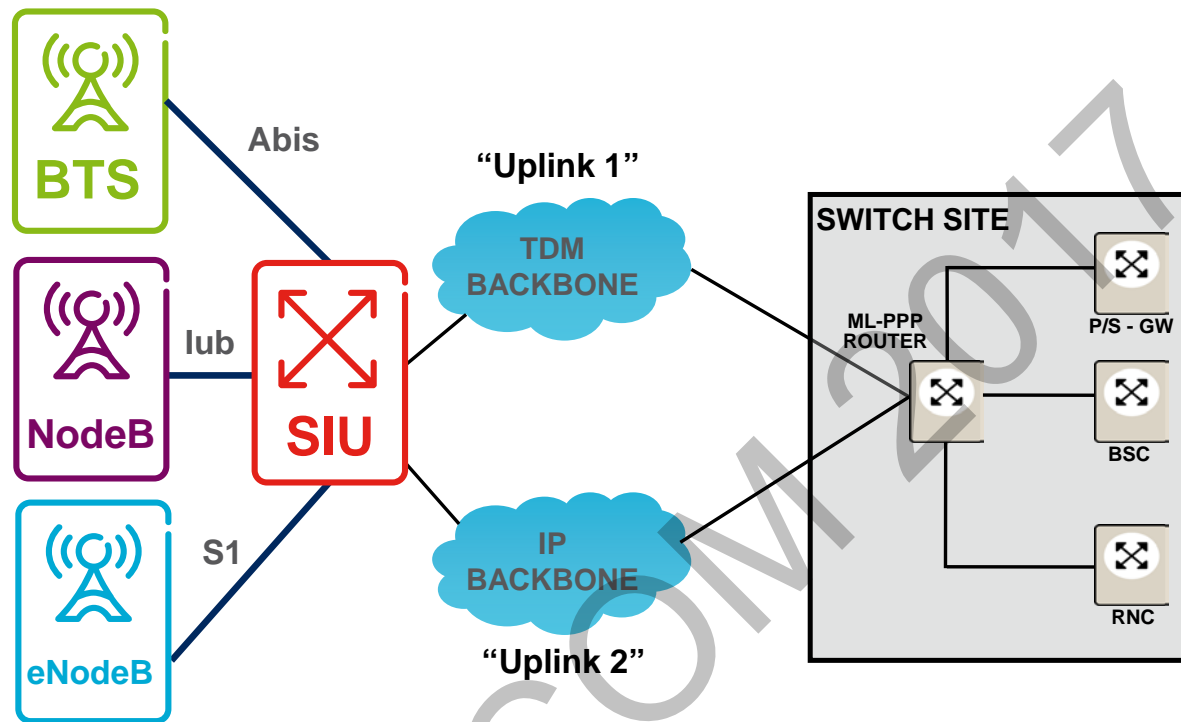 BTS
Abis
NodeB
Iub
eNodeB
S1
SIU
“Uplink 1”
TDM
BACKBONE
IP
BACKBONE
“Uplink 2”
SWITCH SITE
ML-PPP
ROUTER
P/S - GW
BSC
RNC
COM 2017